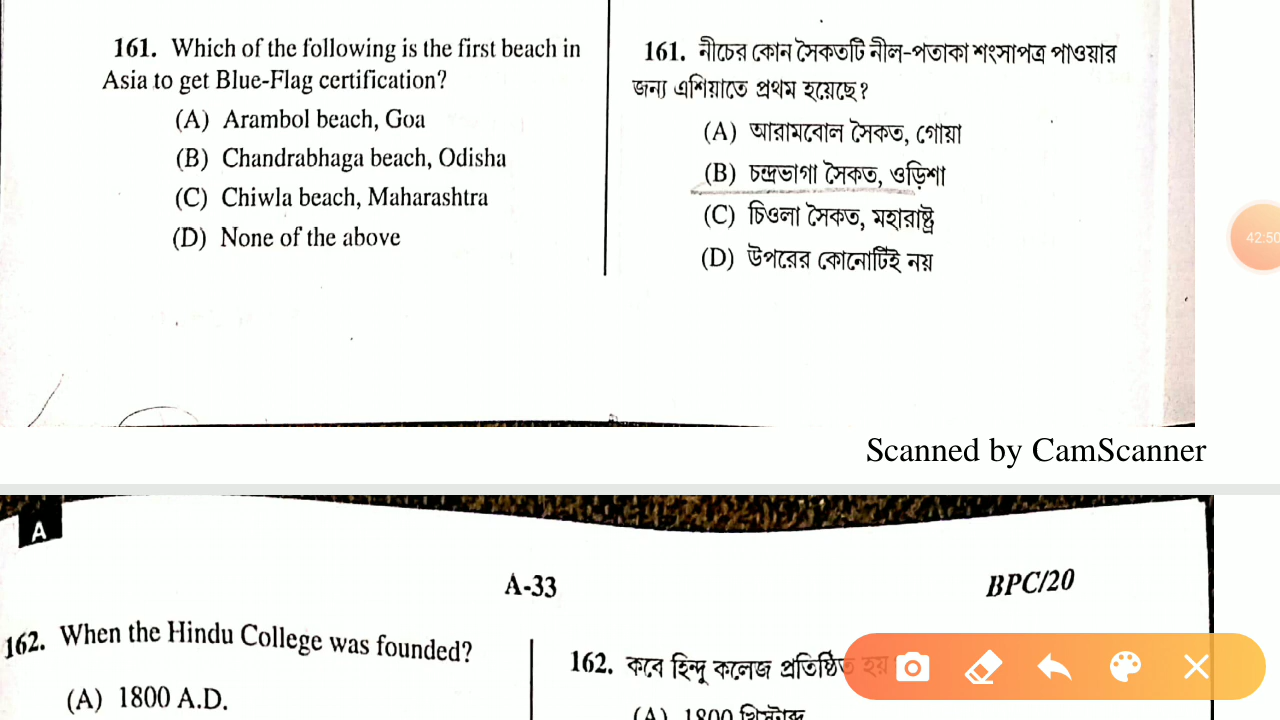 161. Which of the following is the first beach in
Asia to get Blue-Flag certification?
(A) Arambol beach, Goa
(B) Chandrabhaga beach, Odisha
(C) Chiwla beach, Maharashtra
(D) None of the above
161. নীচের কোন সৈকতটি নীল-পতাকা শংসাপত্র পাওয়ার
জন্য এশিয়াতে প্রথম হয়েছে?
(A) আরামবোল সৈকত, গোয়া
(B) চন্দ্রভাগা সৈকত, ওড়িশা
(C) চিওলা সৈকত, মহারাষ্ট্র
(D) উপরের কোনোটিই নয়
42:50
Scanned by CamScanner
A
A-33
BPC/20
162. When the Hindu College was founded?
(A) 1800 A.D.
162. কবে হিন্দু কলেজ প্রতিষ্ঠিত হয়
(A) 1800 খ্রিস্টাব্দ